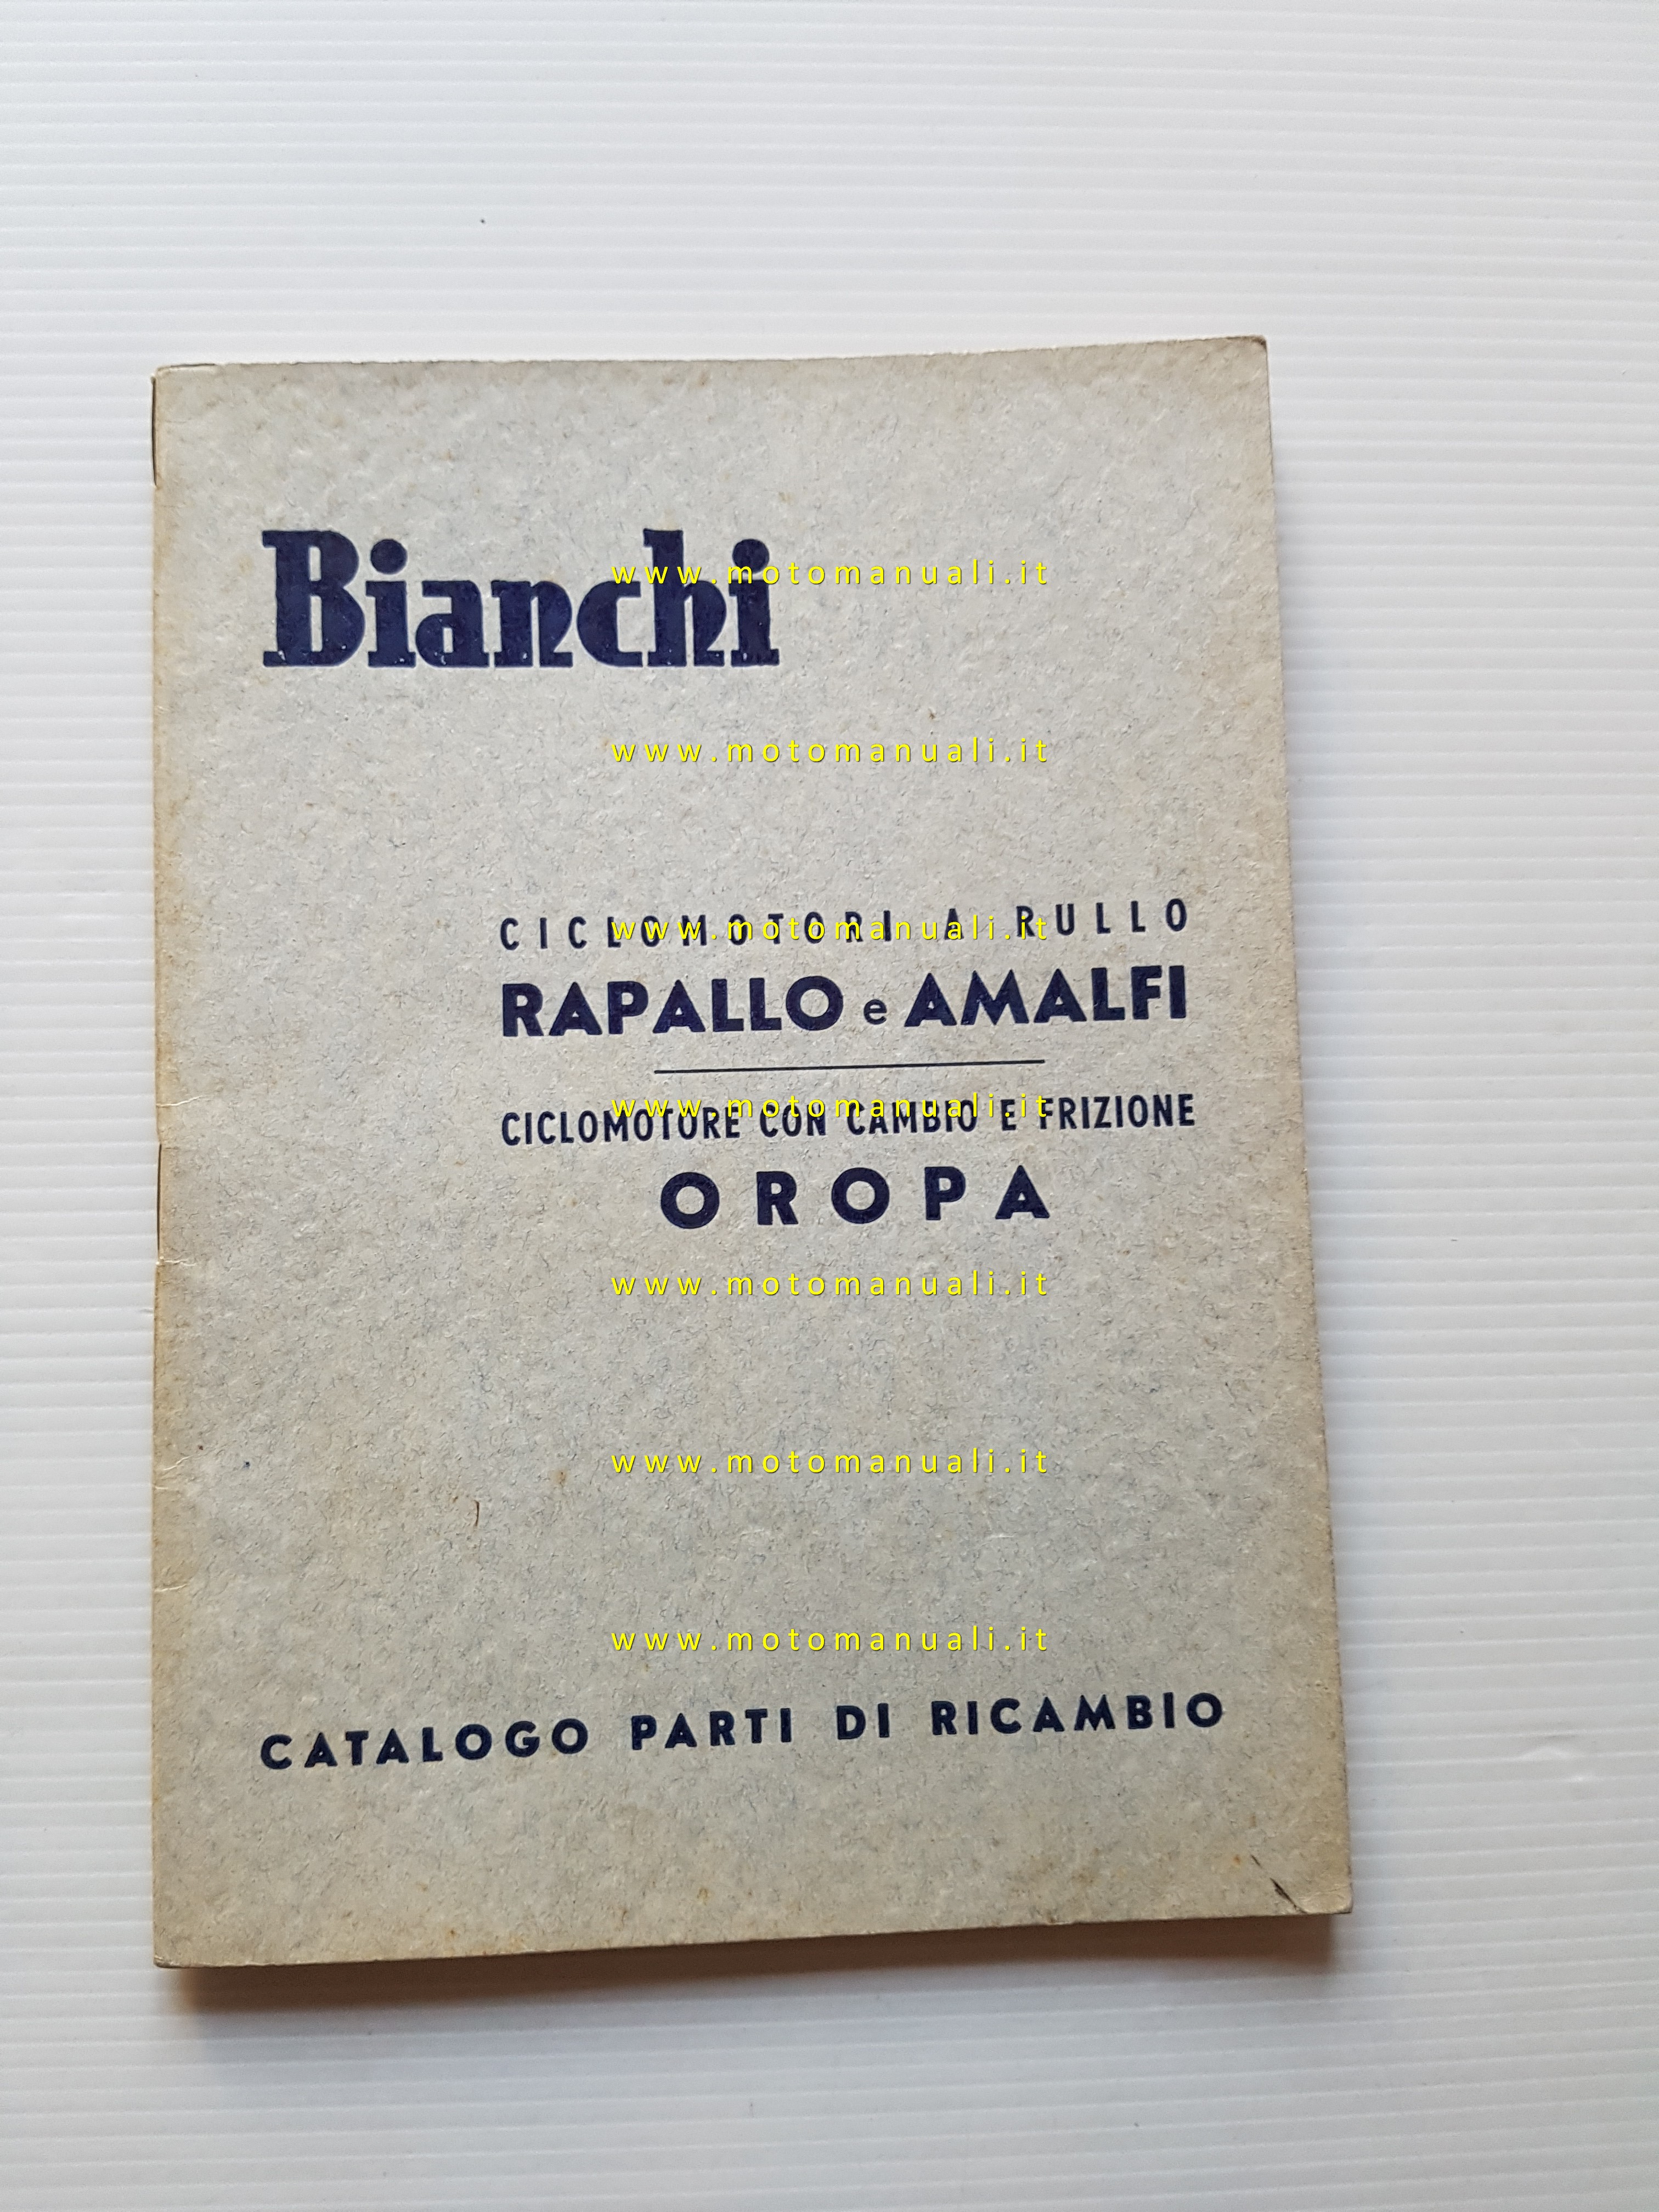 Bianchi
www.motomanuali.it
www.motomanuali.it
CICLOMOTORI A RULLO
www.motomanuali.it
RAPALLO e AMALFI
CICLOMOTORE CON CAMBIO E FRIZIONE
www.motomanuali.it
OROPA
www.motomanuali.it
www.motomanuali.it
www.motomanuali.it
CATALOGO PARTI DI RICAMBIO